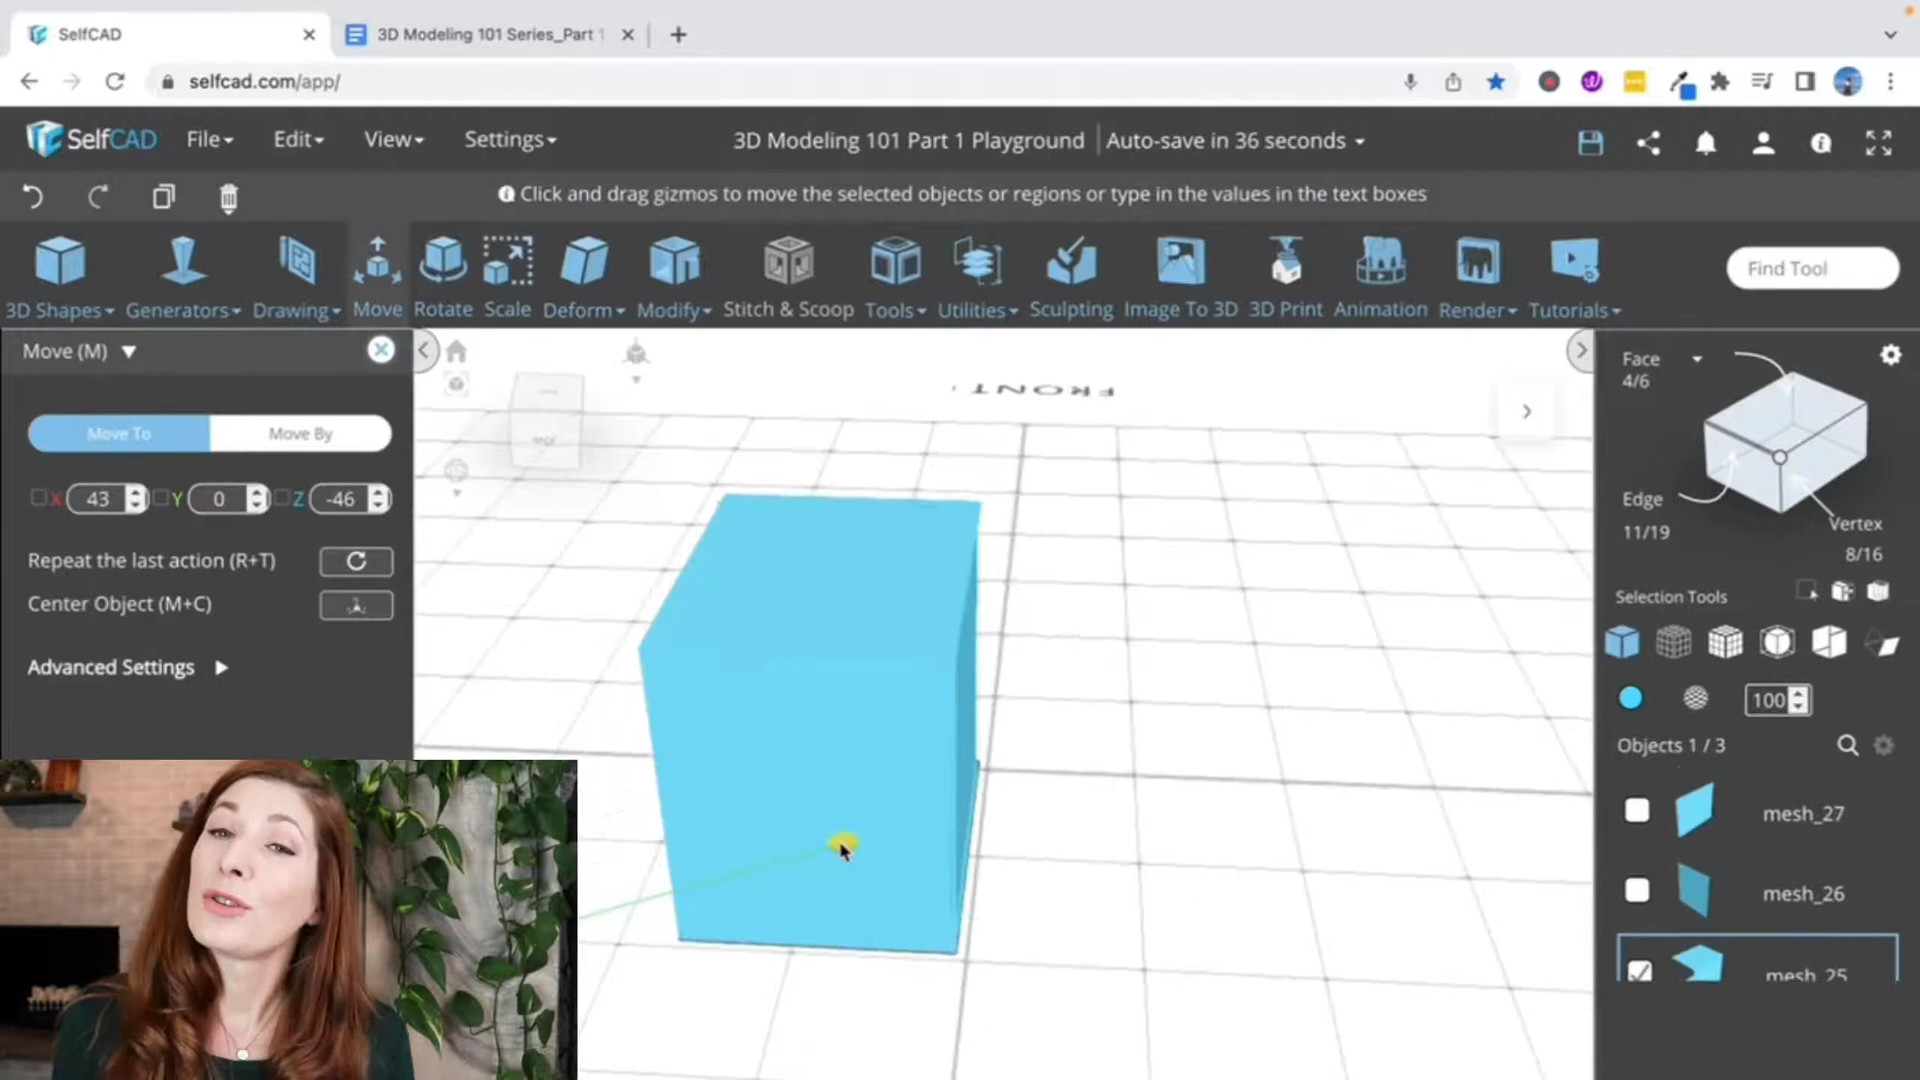 SelfCAD
3D Modeling 101 Series_Part 1
selfcad.com/app/
SelfCAD
File
Edit
View
Settings
3D Modeling 101 Part 1 Playground
Auto-save in 36 seconds
Click and drag gizmos to move the selected objects or regions or type in the values in the text boxes
3D Shapes
Generators
Drawing
Move
Rotate
Scale
Deform
Modify
Stitch & Scoop
Tools
Utilities
Sculpting
Image To 3D
3D Print
Animation
Render
Tutorials
Find Tool
Move (M)
Move To
Move By
X 43 Y 0 Z -46
Repeat the last action (R+T)
Center Object (M+C)
Advanced Settings
FRONT
Face
4/6
Edge
11/19
Vertex
8/16
Selection Tools
100
Objects 1 / 3
mesh_27
mesh_26
mesh_25